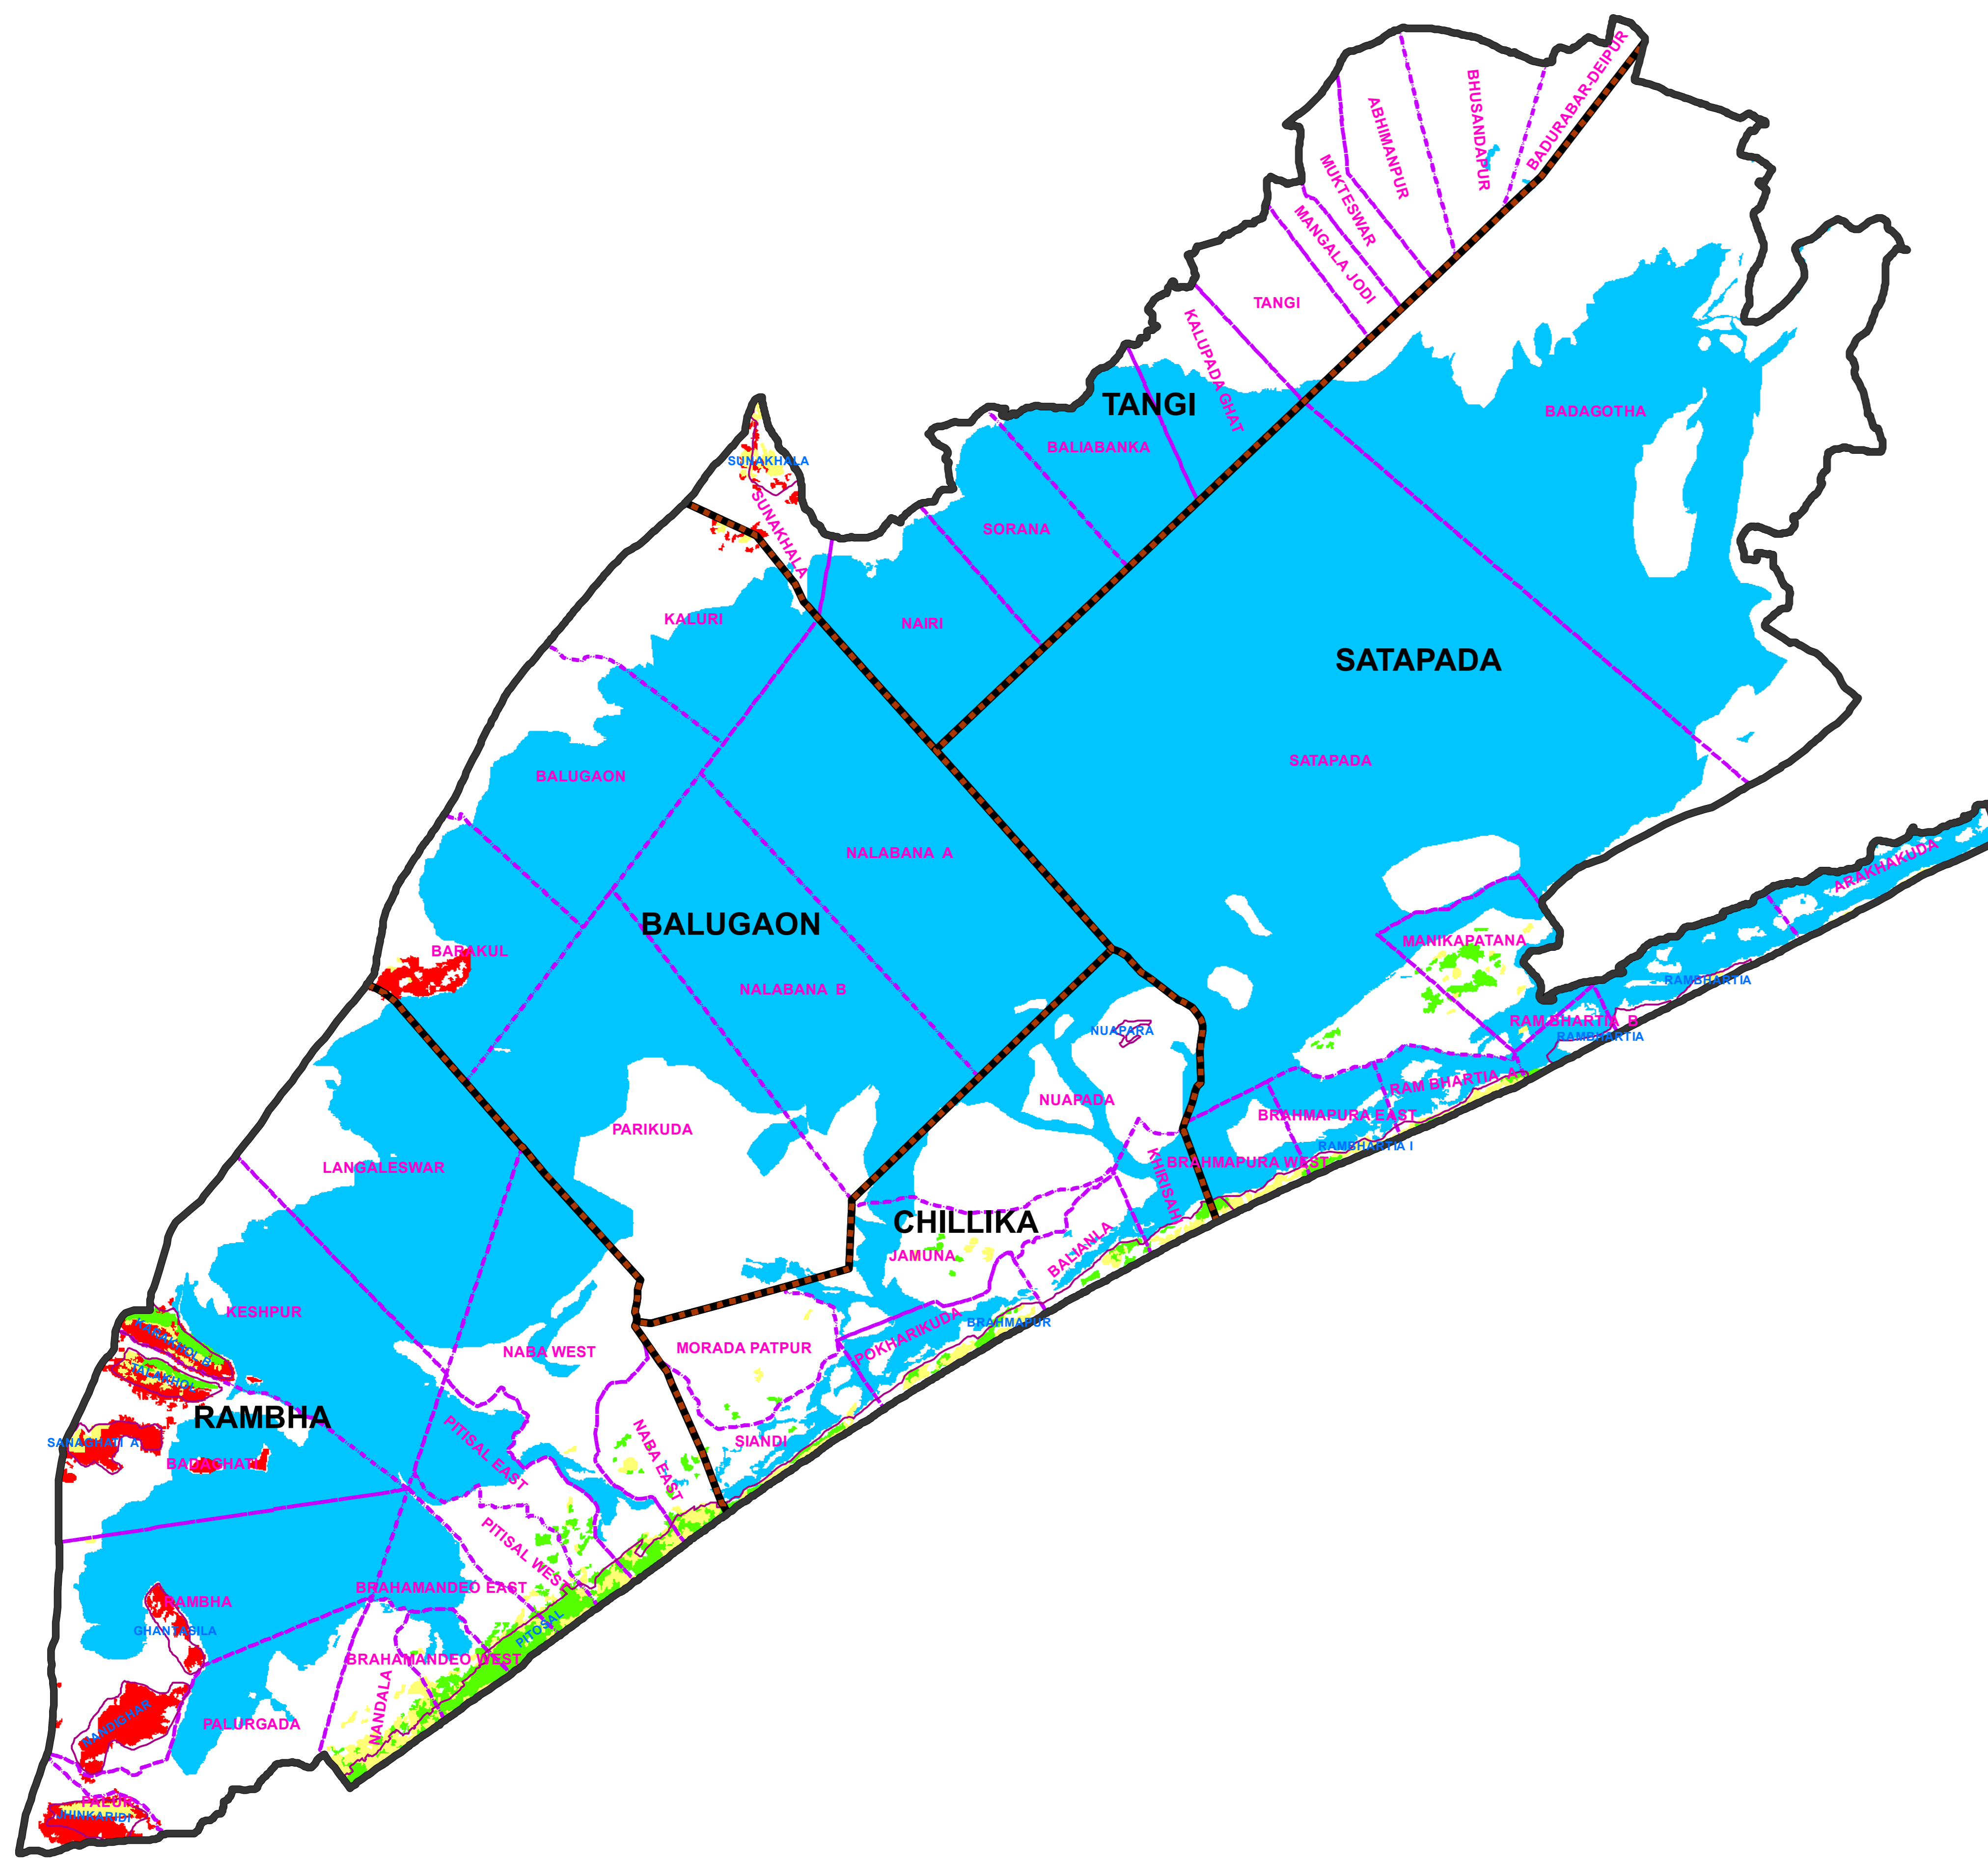 BADURABAR-DEIPUR
BHUSANDAPUR
ABHIMANPUR
MUKTESWAR
MANGALA JODI
TANGI
KALUPADA GHAT
TANGI
BADAGOTHA
BALIABANKA
SUNAKHALA
SUNAKHALA
SORANA
KALURI
NAIRI
SATAPADA
SATAPADA
BALUGAON
NALABANA A
ARAKHAKUDA
BALUGAON
MANIKAPATANA
BARAKUL
RAMBHARTIA
NALABANA B
RAM BHARTIA B
NUAPARA
RAMBHARTIA
RAM BHARTIA A
NUAPADA
BRAHMAPURA EAST
PARIKUDA
RAMBHARTIA I
BRAHMAPURA WEST
LANGALESWAR
KHIRISAHI
CHILLIKA
BALIANLA
JAMUNA
KESHPUR
BRAHMAPUR
POKHARIKUDA
MORADA PATPUR
NABA WEST
RAMBHA
SIANDI
SANAGHATI A
BADAGHATI
PITISAL EAST
NABA EAST
PITISAL WEST
BRAHAMANDEO EAST
RAMBHA
GHANTASILA
PITOSAL
BRAHAMANDEO WEST
NANDALA
PALURGADA
NANDIGHAR